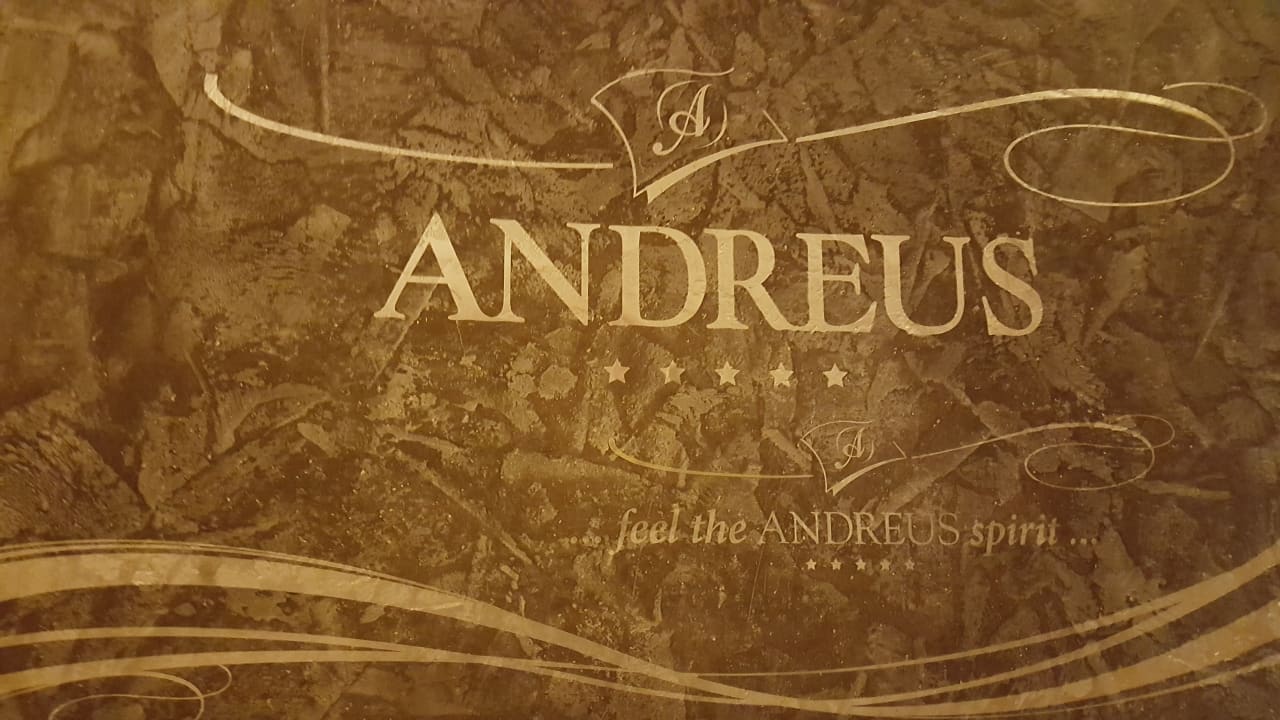 A
ANDREUS
A
... feel the ANDREUS spirit ...